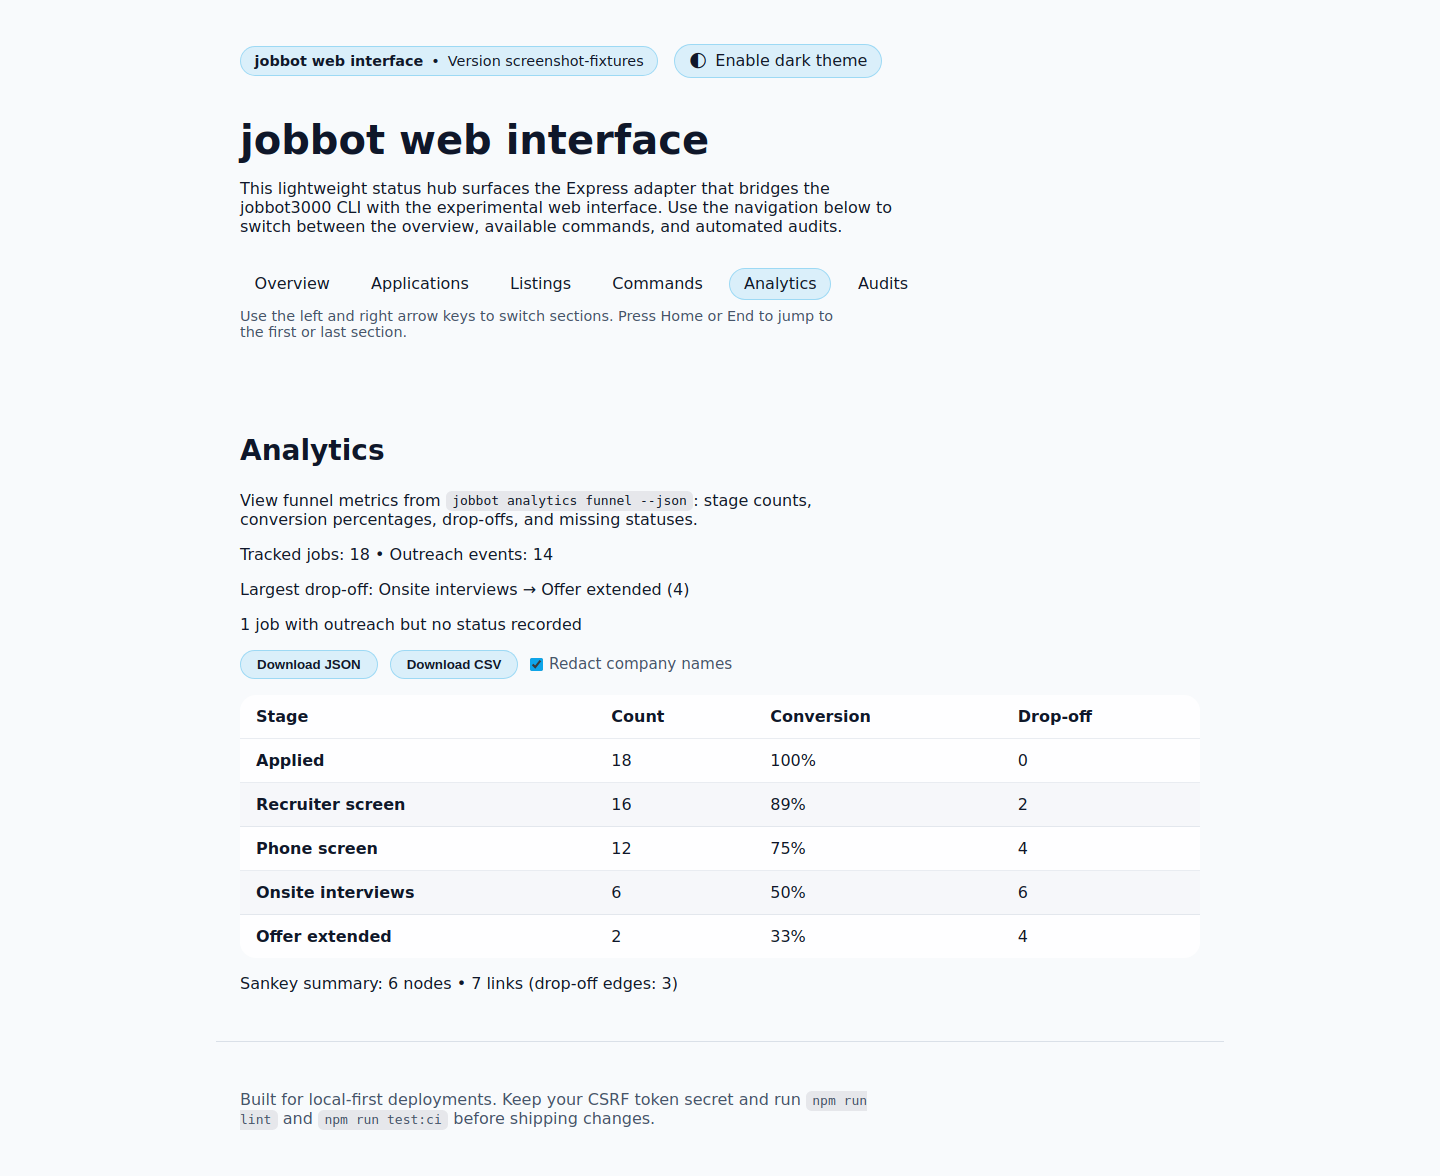 jobbot web interface • Version screenshot-fixtures
Enable dark theme
jobbot web interface
This lightweight status hub surfaces the Express adapter that bridges the
jobbot3000 CLI with the experimental web interface. Use the navigation below to
switch between the overview, available commands, and automated audits.
Overview Applications Listings Commands Analytics Audits
Use the left and right arrow keys to switch sections. Press Home or End to jump to
the first or last section.
Analytics
View funnel metrics from jobbot analytics funnel --json: stage counts,
conversion percentages, drop-offs, and missing statuses.
Tracked jobs: 18 • Outreach events: 14
Largest drop-off: Onsite interviews → Offer extended (4)
1 job with outreach but no status recorded
Download JSON Download CSV Redact company names
Stage Count Conversion Drop-off
Applied 18 100% 0
Recruiter screen 16 89% 2
Phone screen 12 75% 4
Onsite interviews 6 50% 6
Offer extended 2 33% 4
Sankey summary: 6 nodes • 7 links (drop-off edges: 3)
Built for local-first deployments. Keep your CSRF token secret and run npm run
lint and npm run test:ci before shipping changes.